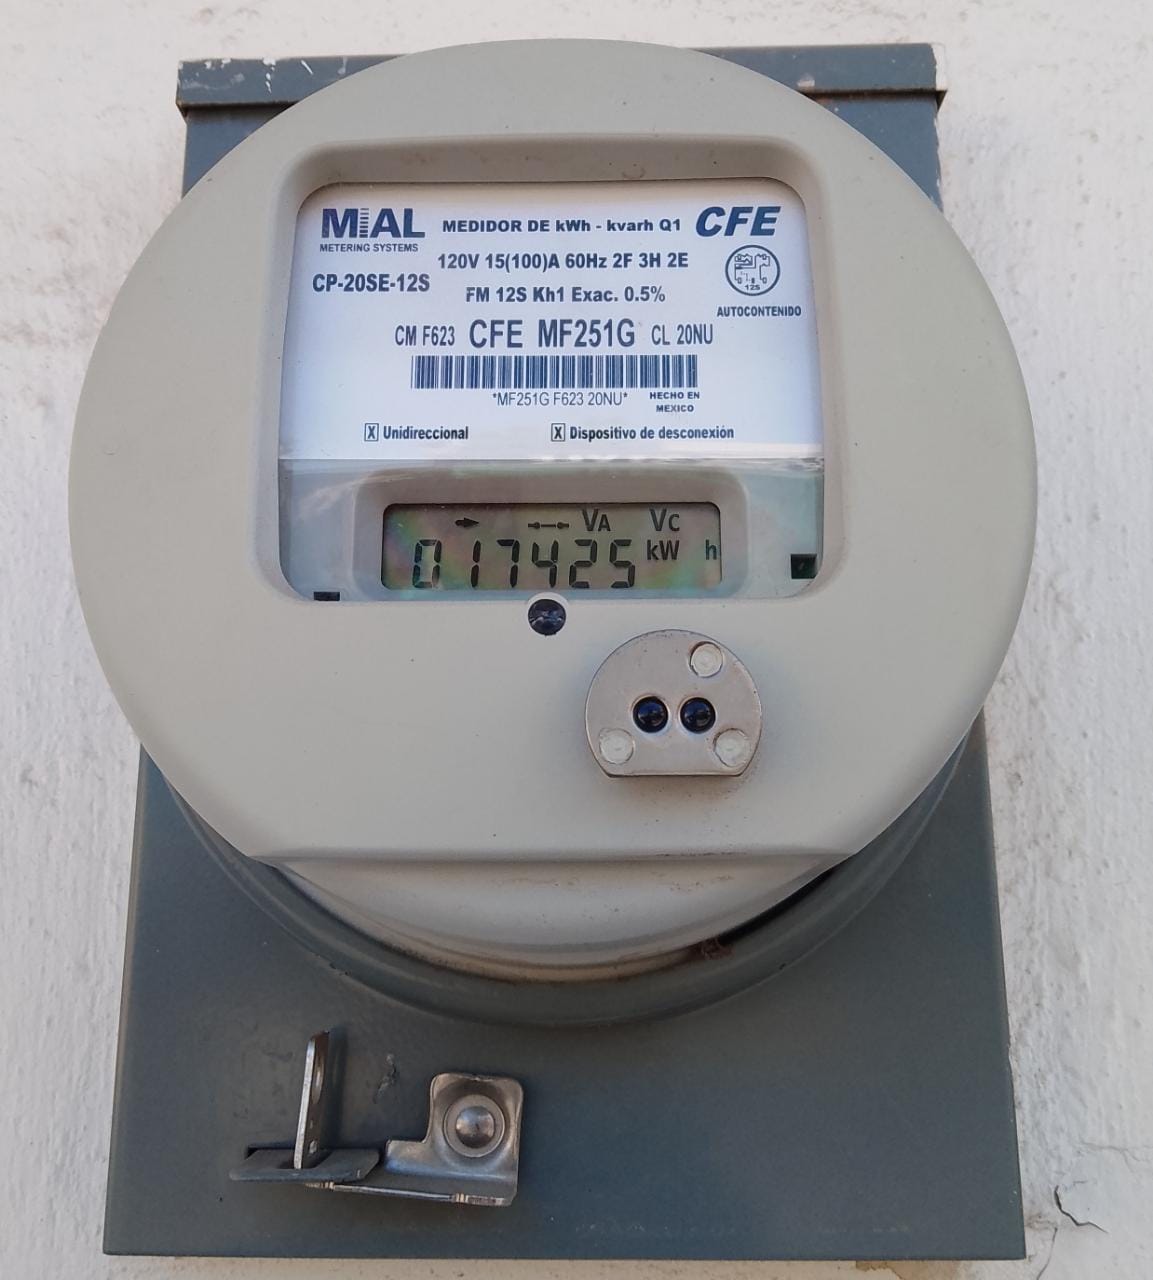 MIAL
METERING SYSTEMS
MEDIDOR DE kWh - kvarh Q1
CFE
120V 15(100)A 60Hz 2F 3H 2E
CP-20SE-12S
FM 12S Kh1 Exac. 0.5%
12S
AUTOCONTENIDO
CM F623 CFE MF251G CL 20NU
*MF251G F623 20NU*
HECHO EN
MEXICO
X Unidireccional
X Dispositivo de desconexión
VA VC
017425 kW h